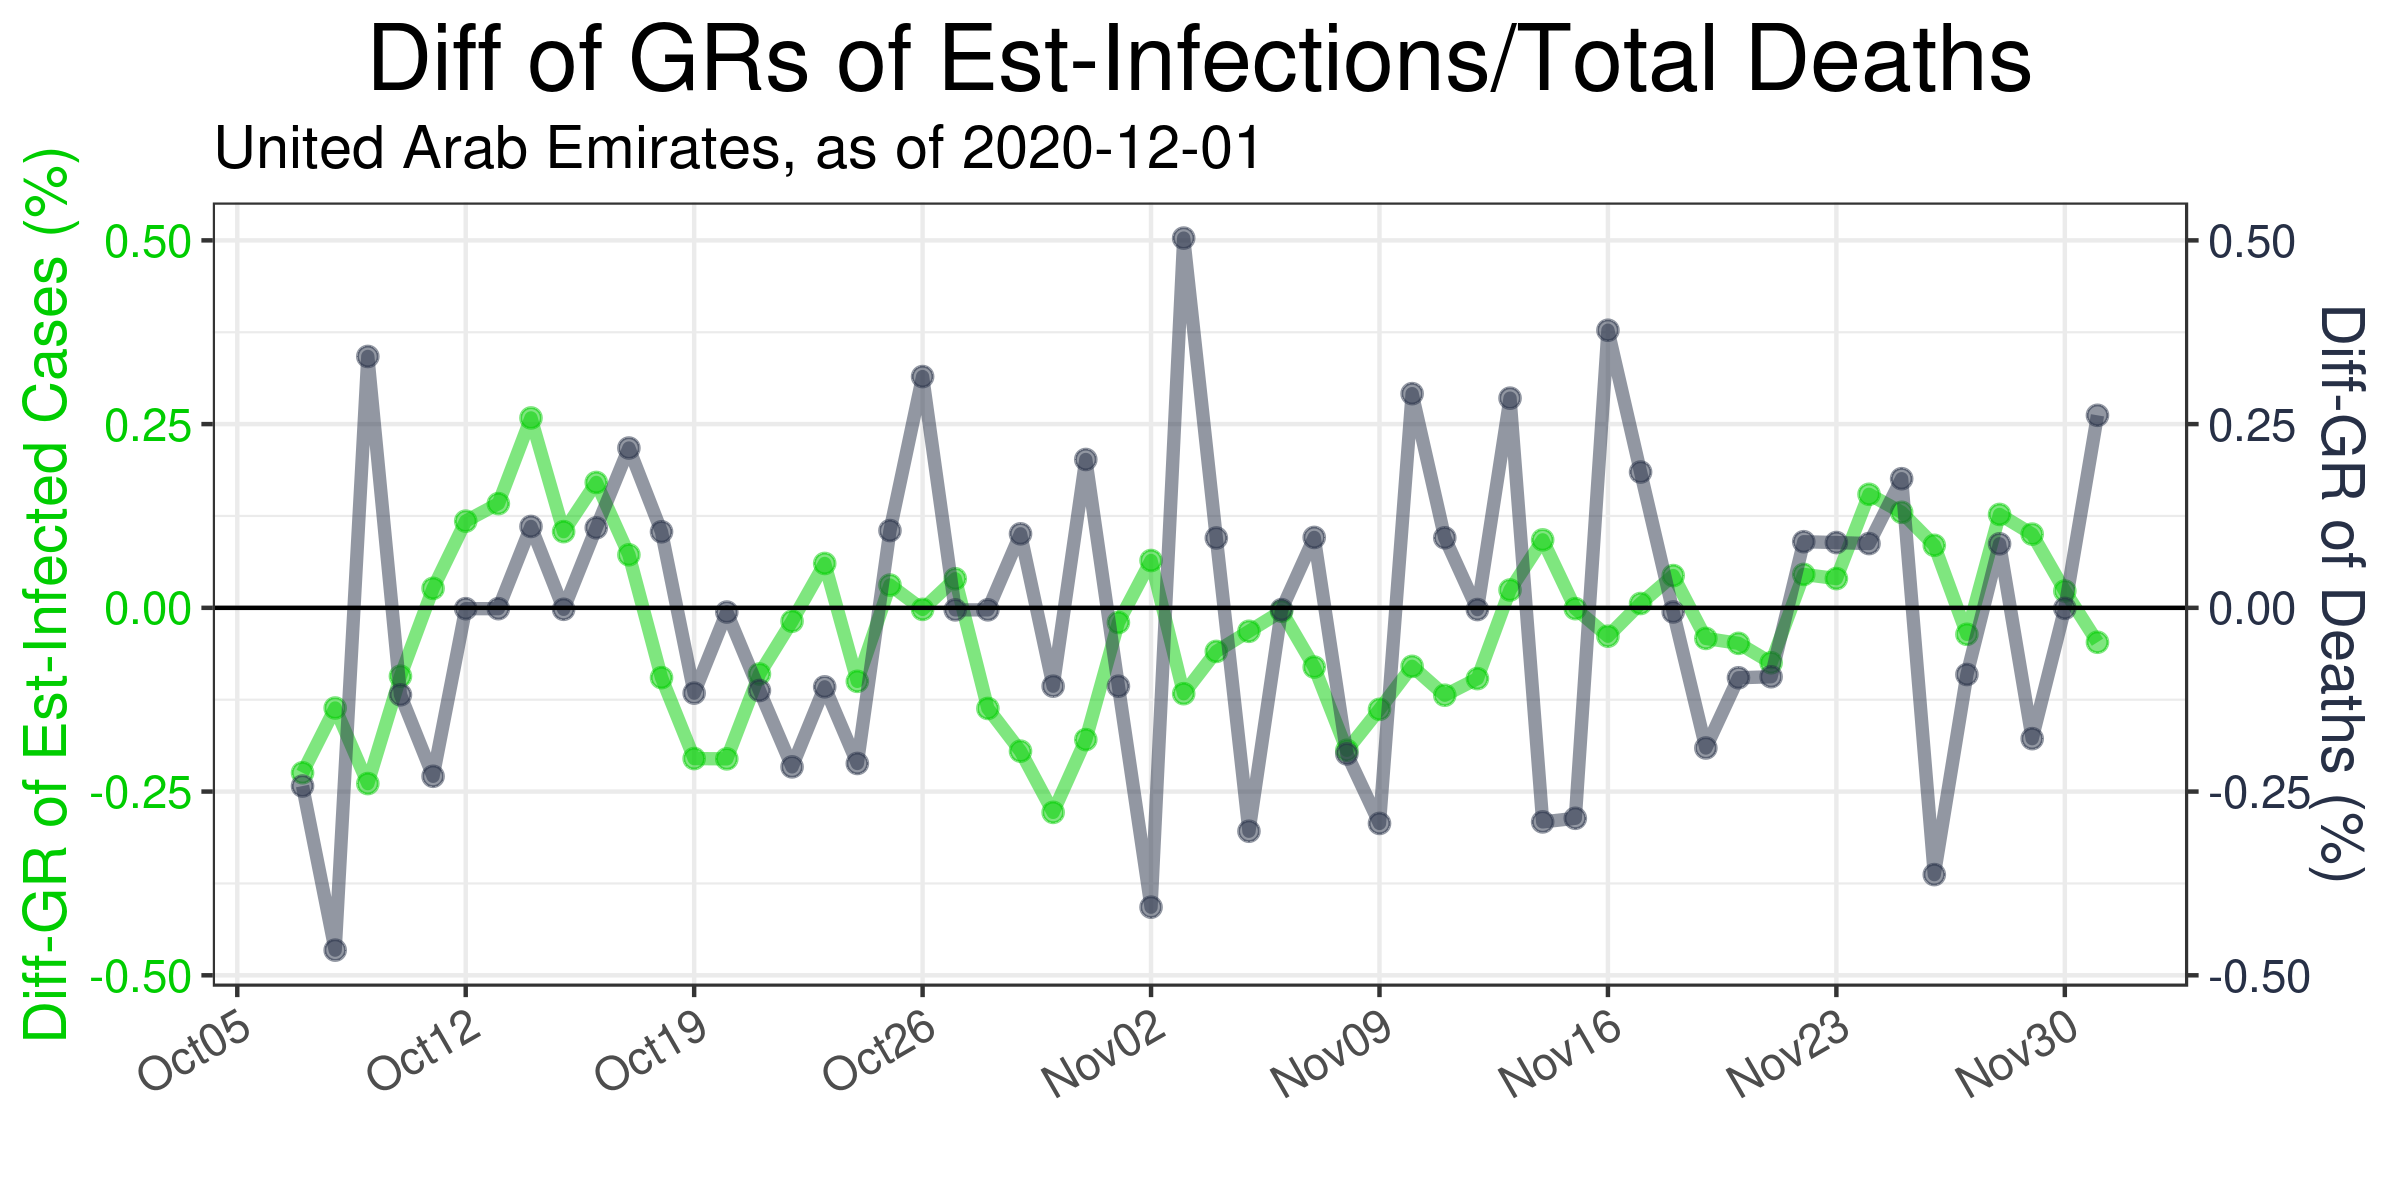 Diff of GRs of Est-Infections/Total Deaths
United Arab Emirates, as of 2020-12-01
Diff-GR of Est-Infected Cases (%)
0.50
0.25
0.00
-0.25
-0.50
0.50
0.25
0.00
-0.25
-0.50
Diff-GR of Deaths (%)
Oct05
Oct12
Oct19
Oct26
Nov02
Nov09
Nov16
Nov23
Nov30